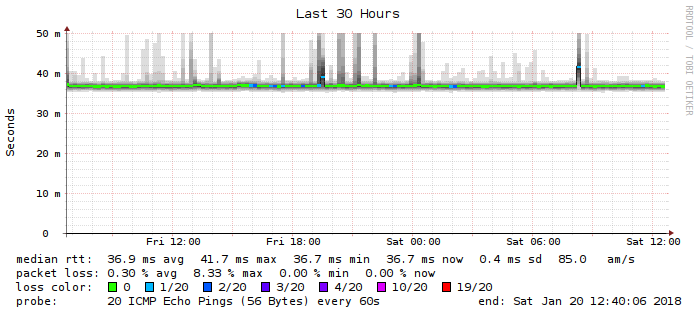 Last 30 Hours
RRDTOOL / TOBI OETIKER
Seconds
50 m
40 m
30 m
20 m
10 m
0
Fri 12:00 Fri 18:00 Sat 00:00 Sat 06:00 Sat 12:00
median rtt: 36.9 ms avg 41.7 ms max 36.7 ms min 36.7 ms now 0.4 ms sd 85.0 am/s
packet loss: 0.30 % avg 8.33 % max 0.00 % min 0.00 % now
loss color: 0 1/20 2/20 3/20 4/20 10/20 19/20
probe: 20 ICMP Echo Pings (56 Bytes) every 60s end: Sat Jan 20 12:40:06 2018